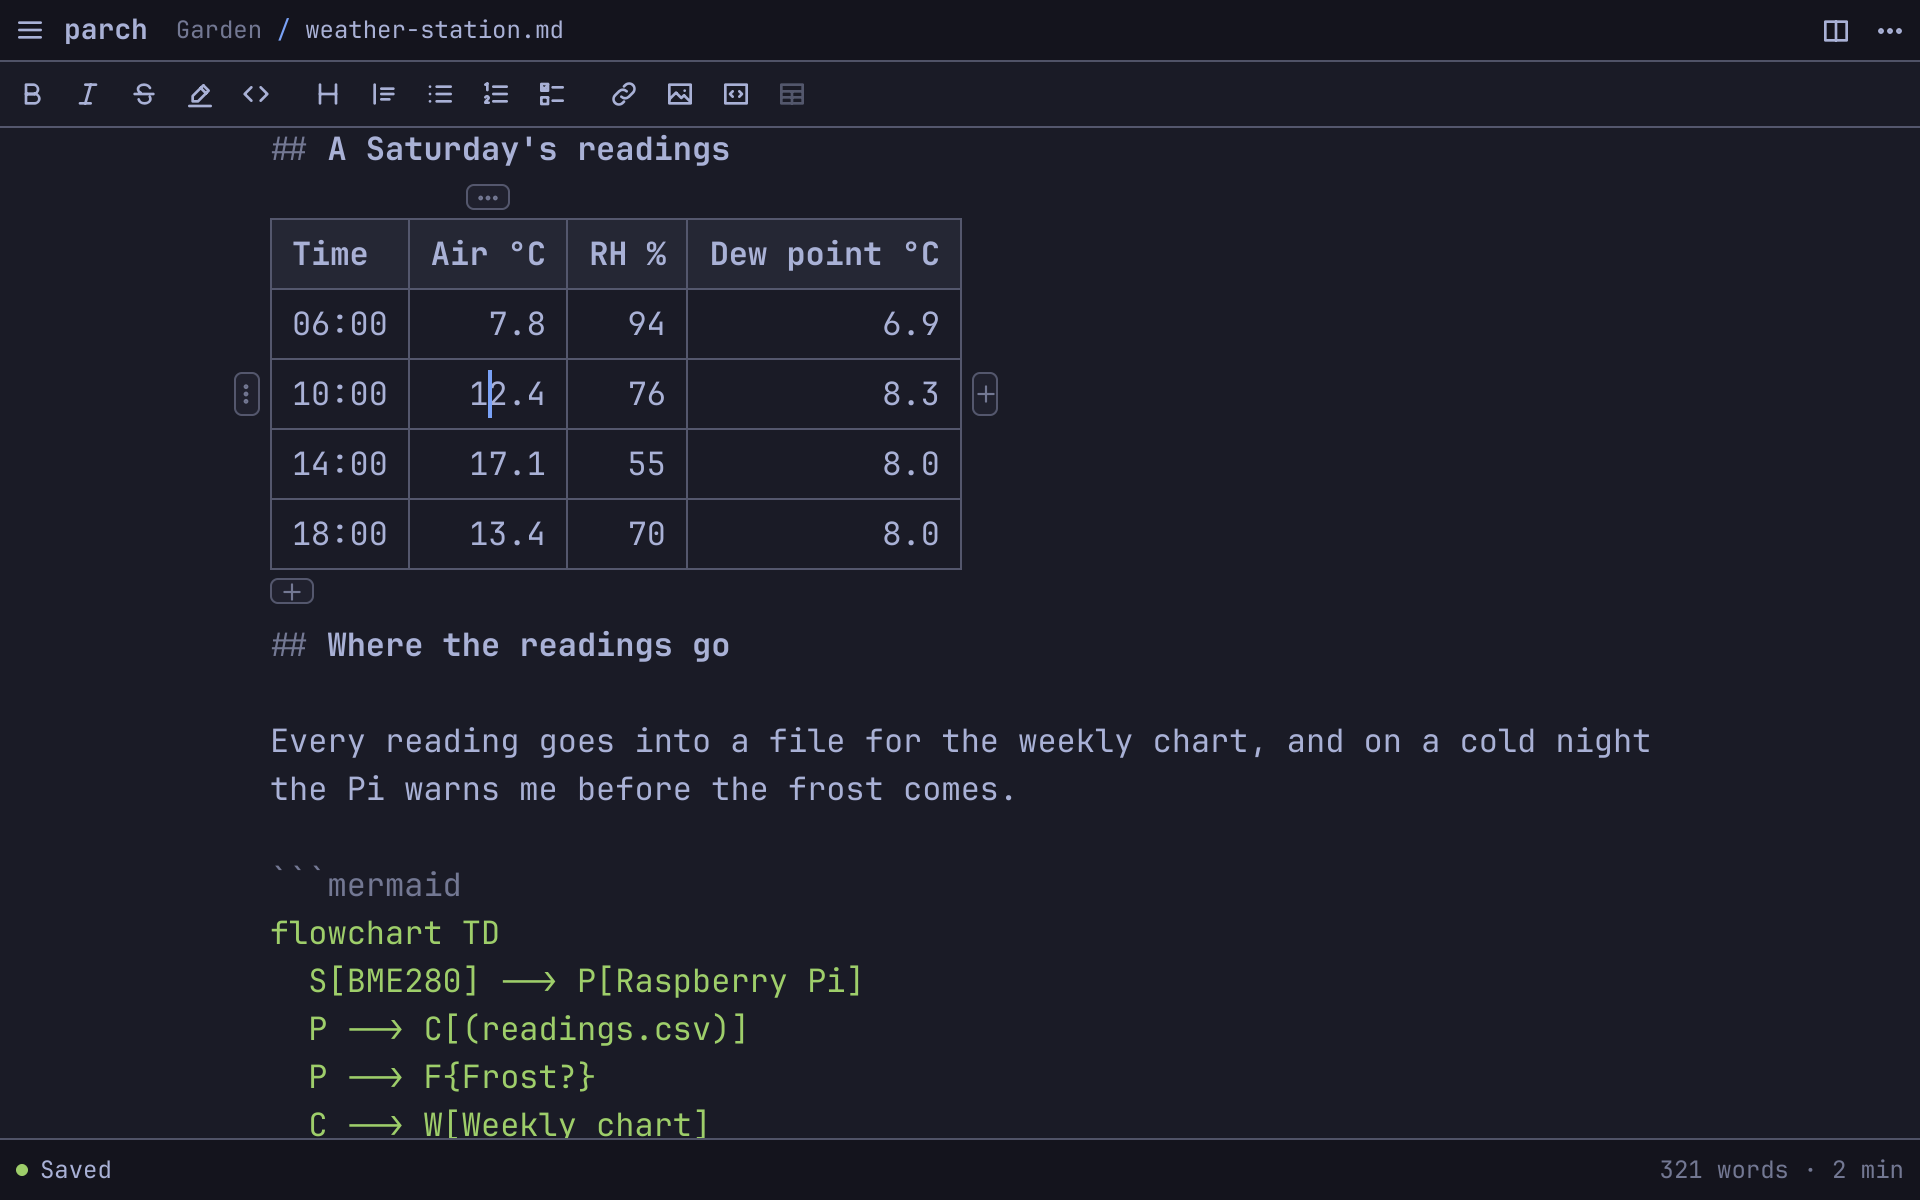 parch Garden / weather-station.md
## A Saturday's readings
Time Air °C RH % Dew point °C
06:00 7.8 94 6.9
10:00 12.4 76 8.3
14:00 17.1 55 8.0
18:00 13.4 70 8.0
## Where the readings go
Every reading goes into a file for the weekly chart, and on a cold night
the Pi warns me before the frost comes.
```mermaid
flowchart TD
  S[BME280] --> P[Raspberry Pi]
  P --> C[(readings.csv)]
  P --> F{Frost?}
  C --> W[Weekly chart]
Saved 321 words · 2 min